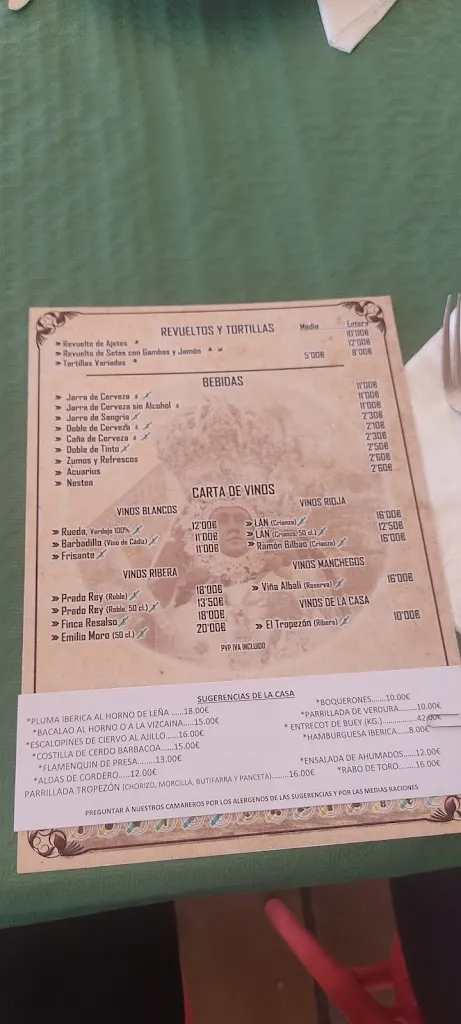 REVUELTOS Y TORTILLAS Media Entera
» Revuelto de Ajetes 10'00€
» Revuelto de Setas con Gambas y Jamón 12'00€
» Tortillas Variadas 5'00€ 8'00€
BEBIDAS
» Jarra de Cerveza 11'00€
» Jarra de Cerveza sin Alcohol 11'00€
» Jarra de Sangría 11'00€
» Doble de Cerveza 2'30€
» Caña de Cerveza 2'10€
» Doble de Tinto 2'30€
» Zumos y Refrescos 2'50€
» Acuarius 2'60€
» Nestea 2'60€
CARTA DE VINOS
VINOS BLANCOS
» Rueda, Verdejo 100% 12'00€
» Barbadillo (Vino de Cádiz) 11'00€
» Frisante 11'00€
VINOS RIBERA
» Prado Rey (Roble) 16'00€
» Prado Rey (Roble, 50 cl.) 13'50€
» Finca Resalso 18'00€
» Emilio Moro (50 cl.) 20'00€
VINOS RIOJA
» LAN (Crianza) 16'00€
» LAN (Crianza, 50 cl.) 12'50€
» Ramón Bilbao (Crianza) 16'00€
VINOS MANCHEGOS
» Viña Albali (Reserva) 16'00€
VINOS DE LA CASA
» El Tropezón (Ribera) 10'00€
PVP IVA INCLUIDO
SUGERENCIAS DE LA CASA
*PLUMA IBERICA AL HORNO DE LEÑA ......18.00€
*BACALAO AL HORNO O A LA VIZCAINA......15.00€
*ESCALOPINES DE CIERVO AL AJILLO......16.00€
*COSTILLA DE CERDO BARBACOA......15.00€
*FLAMENQUIN DE PRESA.........13.00€
*ALDAS DE CORDERO......12.00€
PARRILLADA TROPEZÓN (CHORIZO, MORCILLA, BUTIFARRA Y PANCETA)........16.00€
*BOQUERONES........10.00€
*PARRILLADA DE VERDURA.........10.00€
* ENTRECOT DE BUEY (KG.)..................42,00€
*HAMBURGUESA IBERICA.......8.00€
*ENSALADA DE AHUMADOS.......12.00€
*RABO DE TORO.......16.00€
PREGUNTAR A NUESTROS CAMAREROS POR LOS ALERGENOS DE LAS SUGERENCIAS Y POR LAS MEDIAS RACIONES